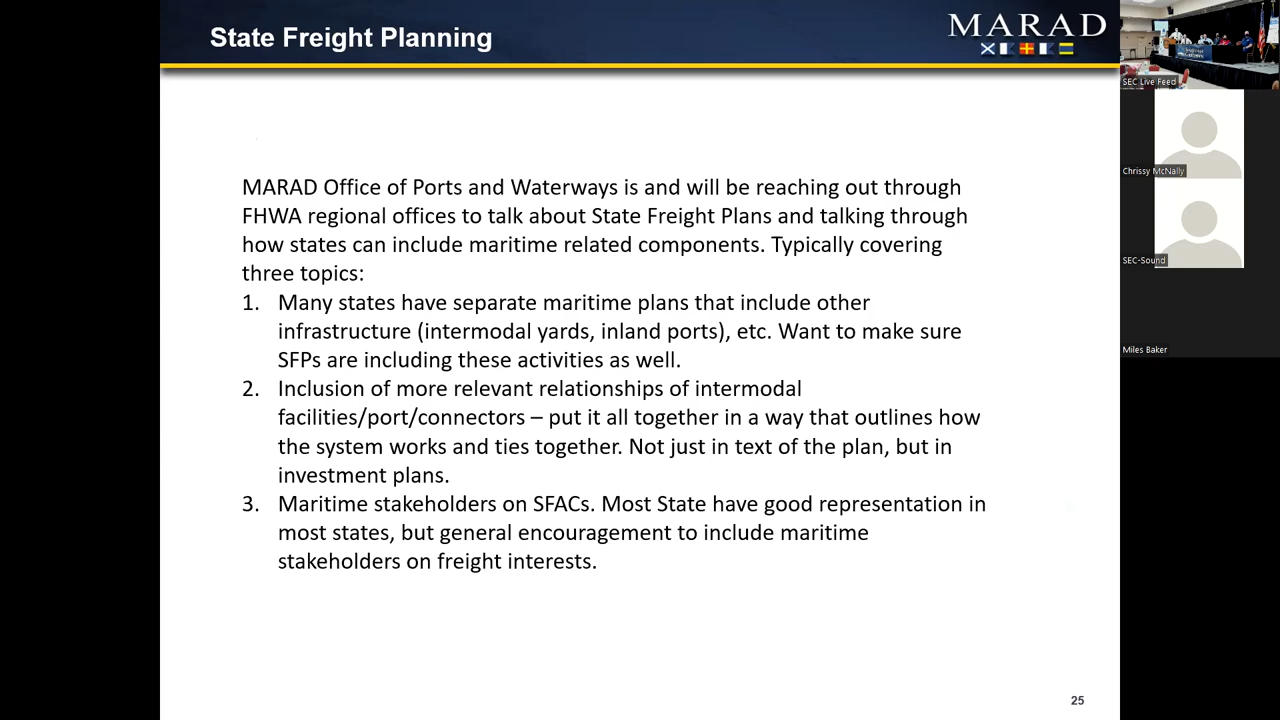 State Freight Planning
MARAD
MARAD Office of Ports and Waterways is and will be reaching out through
FHWA regional offices to talk about State Freight Plans and talking through
how states can include maritime related components. Typically covering
three topics:
1. Many states have separate maritime plans that include other
infrastructure (intermodal yards, inland ports), etc. Want to make sure
SFPs are including these activities as well.
2. Inclusion of more relevant relationships of intermodal
facilities/port/connectors – put it all together in a way that outlines how
the system works and ties together. Not just in text of the plan, but in
investment plans.
3. Maritime stakeholders on SFACs. Most State have good representation in
most states, but general encouragement to include maritime
stakeholders on freight interests.
25
SEC Live Feed
Chrissy McNally
SEC-Sound
Miles Baker